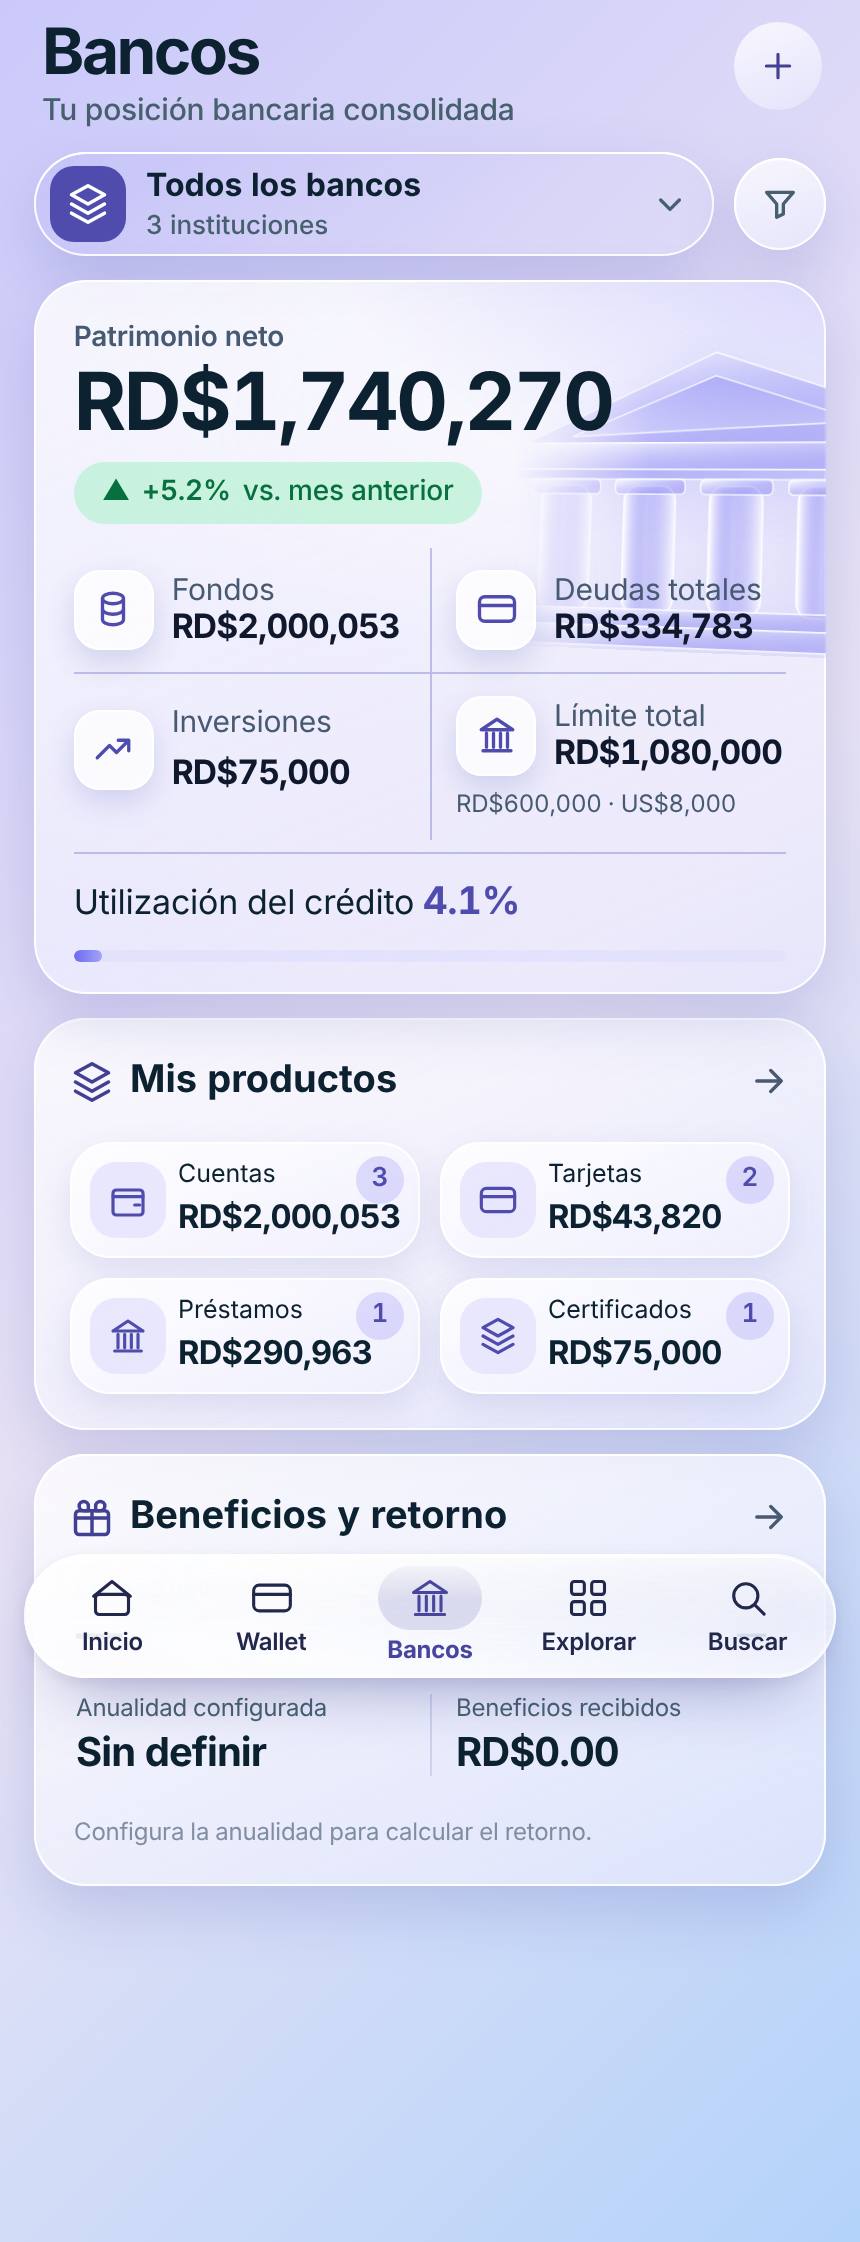 Bancos
Tu posición bancaria consolidada
Todos los bancos
3 instituciones
Patrimonio neto
RD$1,740,270
▲ +5.2% vs. mes anterior
Fondos
RD$2,000,053
Deudas totales
RD$334,783
Inversiones
RD$75,000
Límite total
RD$1,080,000
RD$600,000 · US$8,000
Utilización del crédito 4.1%
Mis productos
Cuentas 3
RD$2,000,053
Tarjetas 2
RD$43,820
Préstamos 1
RD$290,963
Certificados 1
RD$75,000
Beneficios y retorno
Inicio
Wallet
Bancos
Explorar
Buscar
Anualidad configurada
Sin definir
Beneficios recibidos
RD$0.00
Configura la anualidad para calcular el retorno.